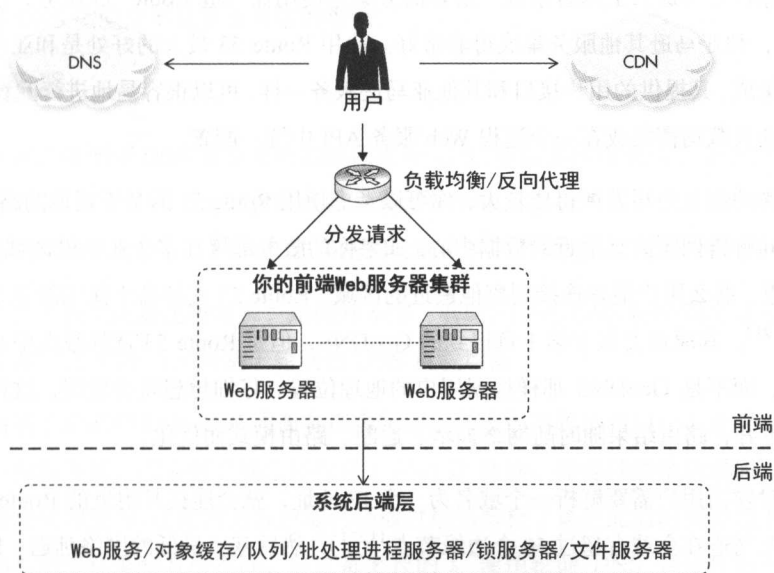 DNS
CDN
用户
负载均衡/反向代理
分发请求
你的前端Web服务器集群
Web服务器
Web服务器
前端
后端
系统后端层
Web服务/对象缓存/队列/批处理进程服务器/锁服务器/文件服务器